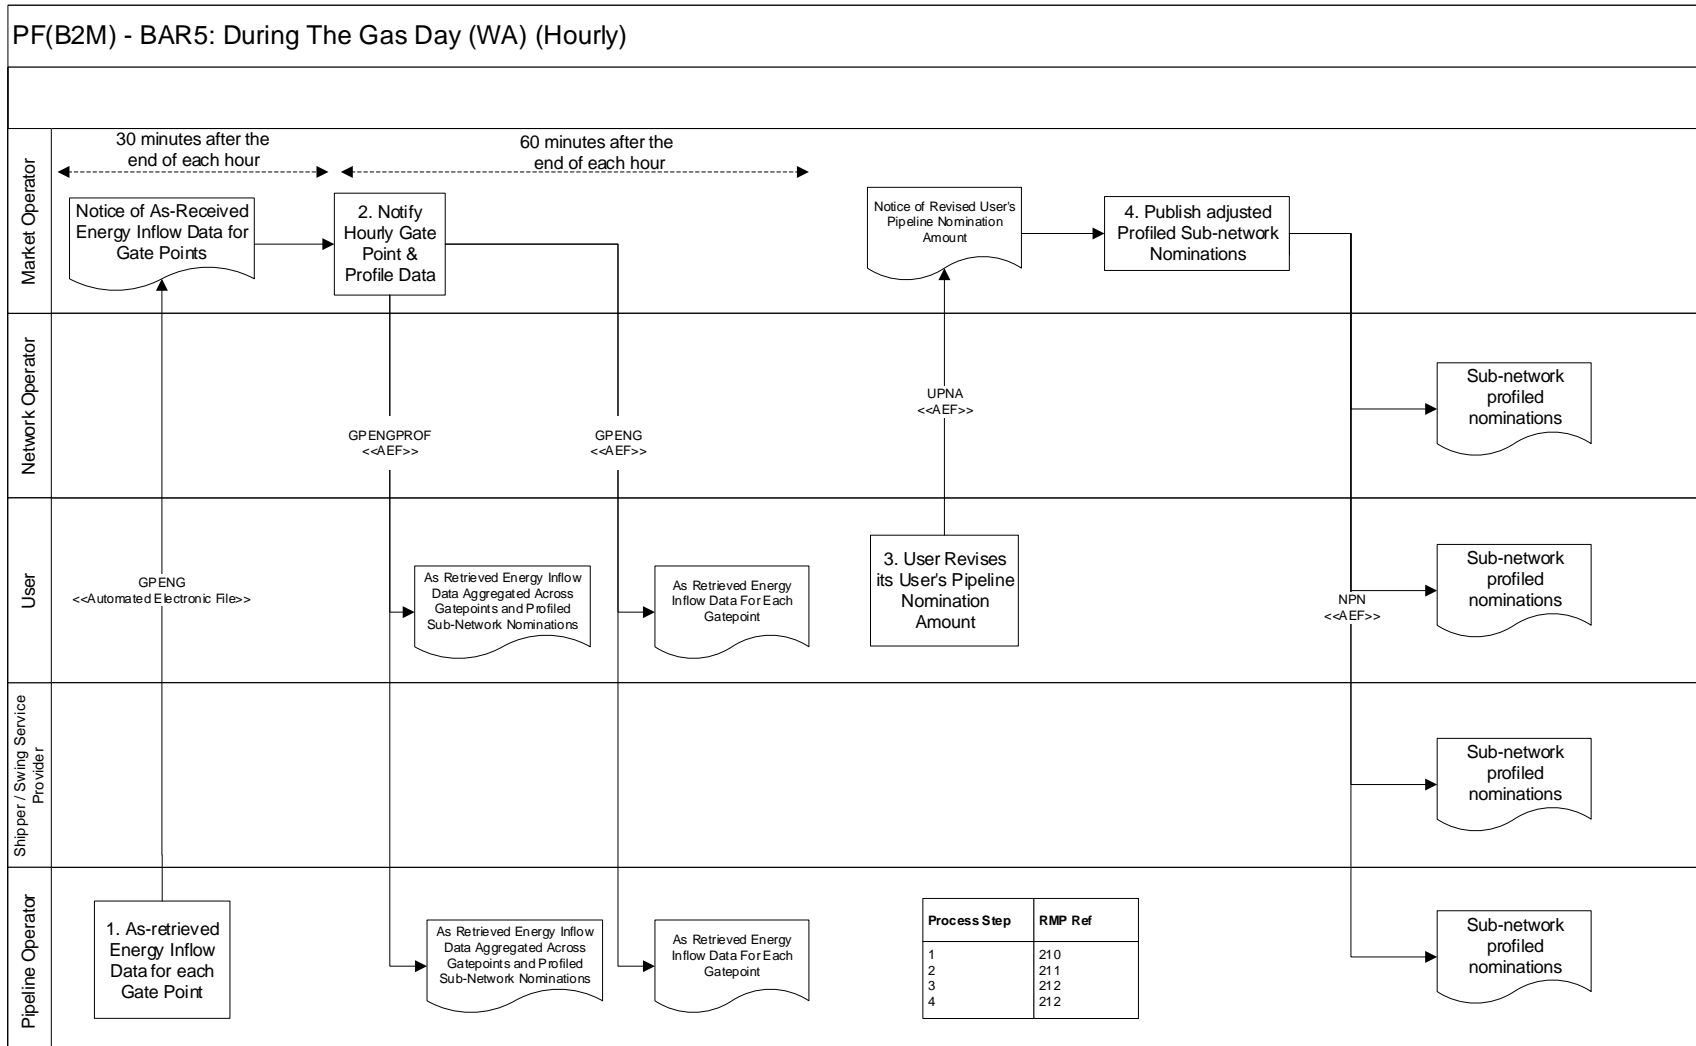 PF(B2M) - BAR5: During The Gas Day (WA) (Hourly)
Market Operator
30 minutes after the
end of each hour
60 minutes after the
end of each hour
Notice of As-Received
Energy Inflow Data for
Gate Points
2. Notify
Hourly Gate
Point &
Profile Data
Notice of Revised User's
Pipeline Nomination
Amount
4. Publish adjusted
Profiled Sub-network
Nominations
Network Operator
GPENGPROF
<<AEF>>
GPENG
<<AEF>>
UPNA
<<AEF>>
Sub-network
profiled
nominations
User
GPENG
<<Automated Electronic File>>
As Retrieved Energy Inflow
Data Aggregated Across
Gatepoints and Profiled
Sub-Network Nominations
As Retrieved Energy
Inflow Data For Each
Gatepoint
3. User Revises
its User's Pipeline
Nomination
Amount
NPN
<<AEF>>
Sub-network
profiled
nominations
Shipper / Swing Service
Provider
Sub-network
profiled
nominations
Pipeline Operator
1. As-retrieved
Energy Inflow
Data for each
Gate Point
As Retrieved Energy Inflow
Data Aggregated Across
Gatepoints and Profiled
Sub-Network Nominations
As Retrieved Energy
Inflow Data For Each
Gatepoint
Process Step RMP Ref
1 210
2 211
3 212
4 212
Sub-network
profiled
nominations